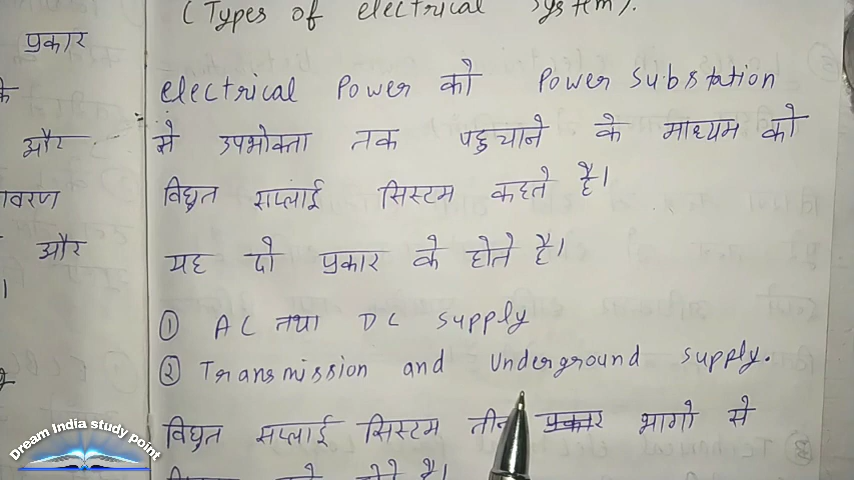 (Types of electrical system).
प्रकार
electrical Power को Power Substation
और
से उपभोक्ता तक पहुचाने के माध्यम को
वरण
विद्युत सप्लाई सिस्टम कहते है।
और
यह दो प्रकार के होते है।
① AC तथा DC Supply
② Transmission and Underground supply.
विद्युत सप्लाई सिस्टम तीन प्रकार भागो से
Dream India study point